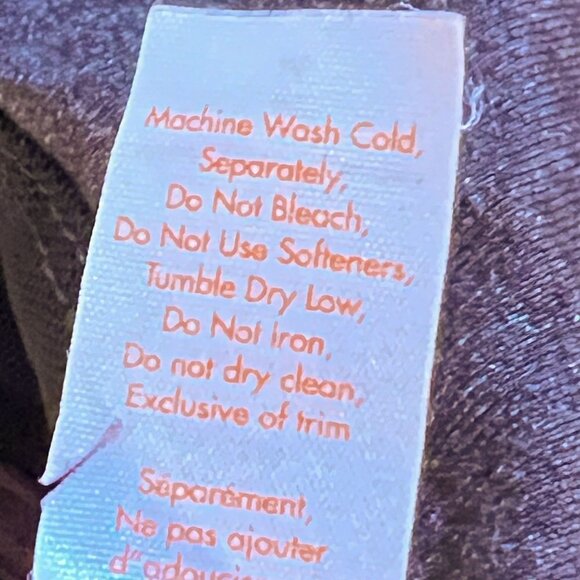 Machine Wash Cold,
Separately,
Do Not Bleach,
Do Not Use Softeners,
Tumble Dry Low,
Do Not Iron,
Do not dry clean,
Exclusive of trim
Séparément,
Ne pas ajouter